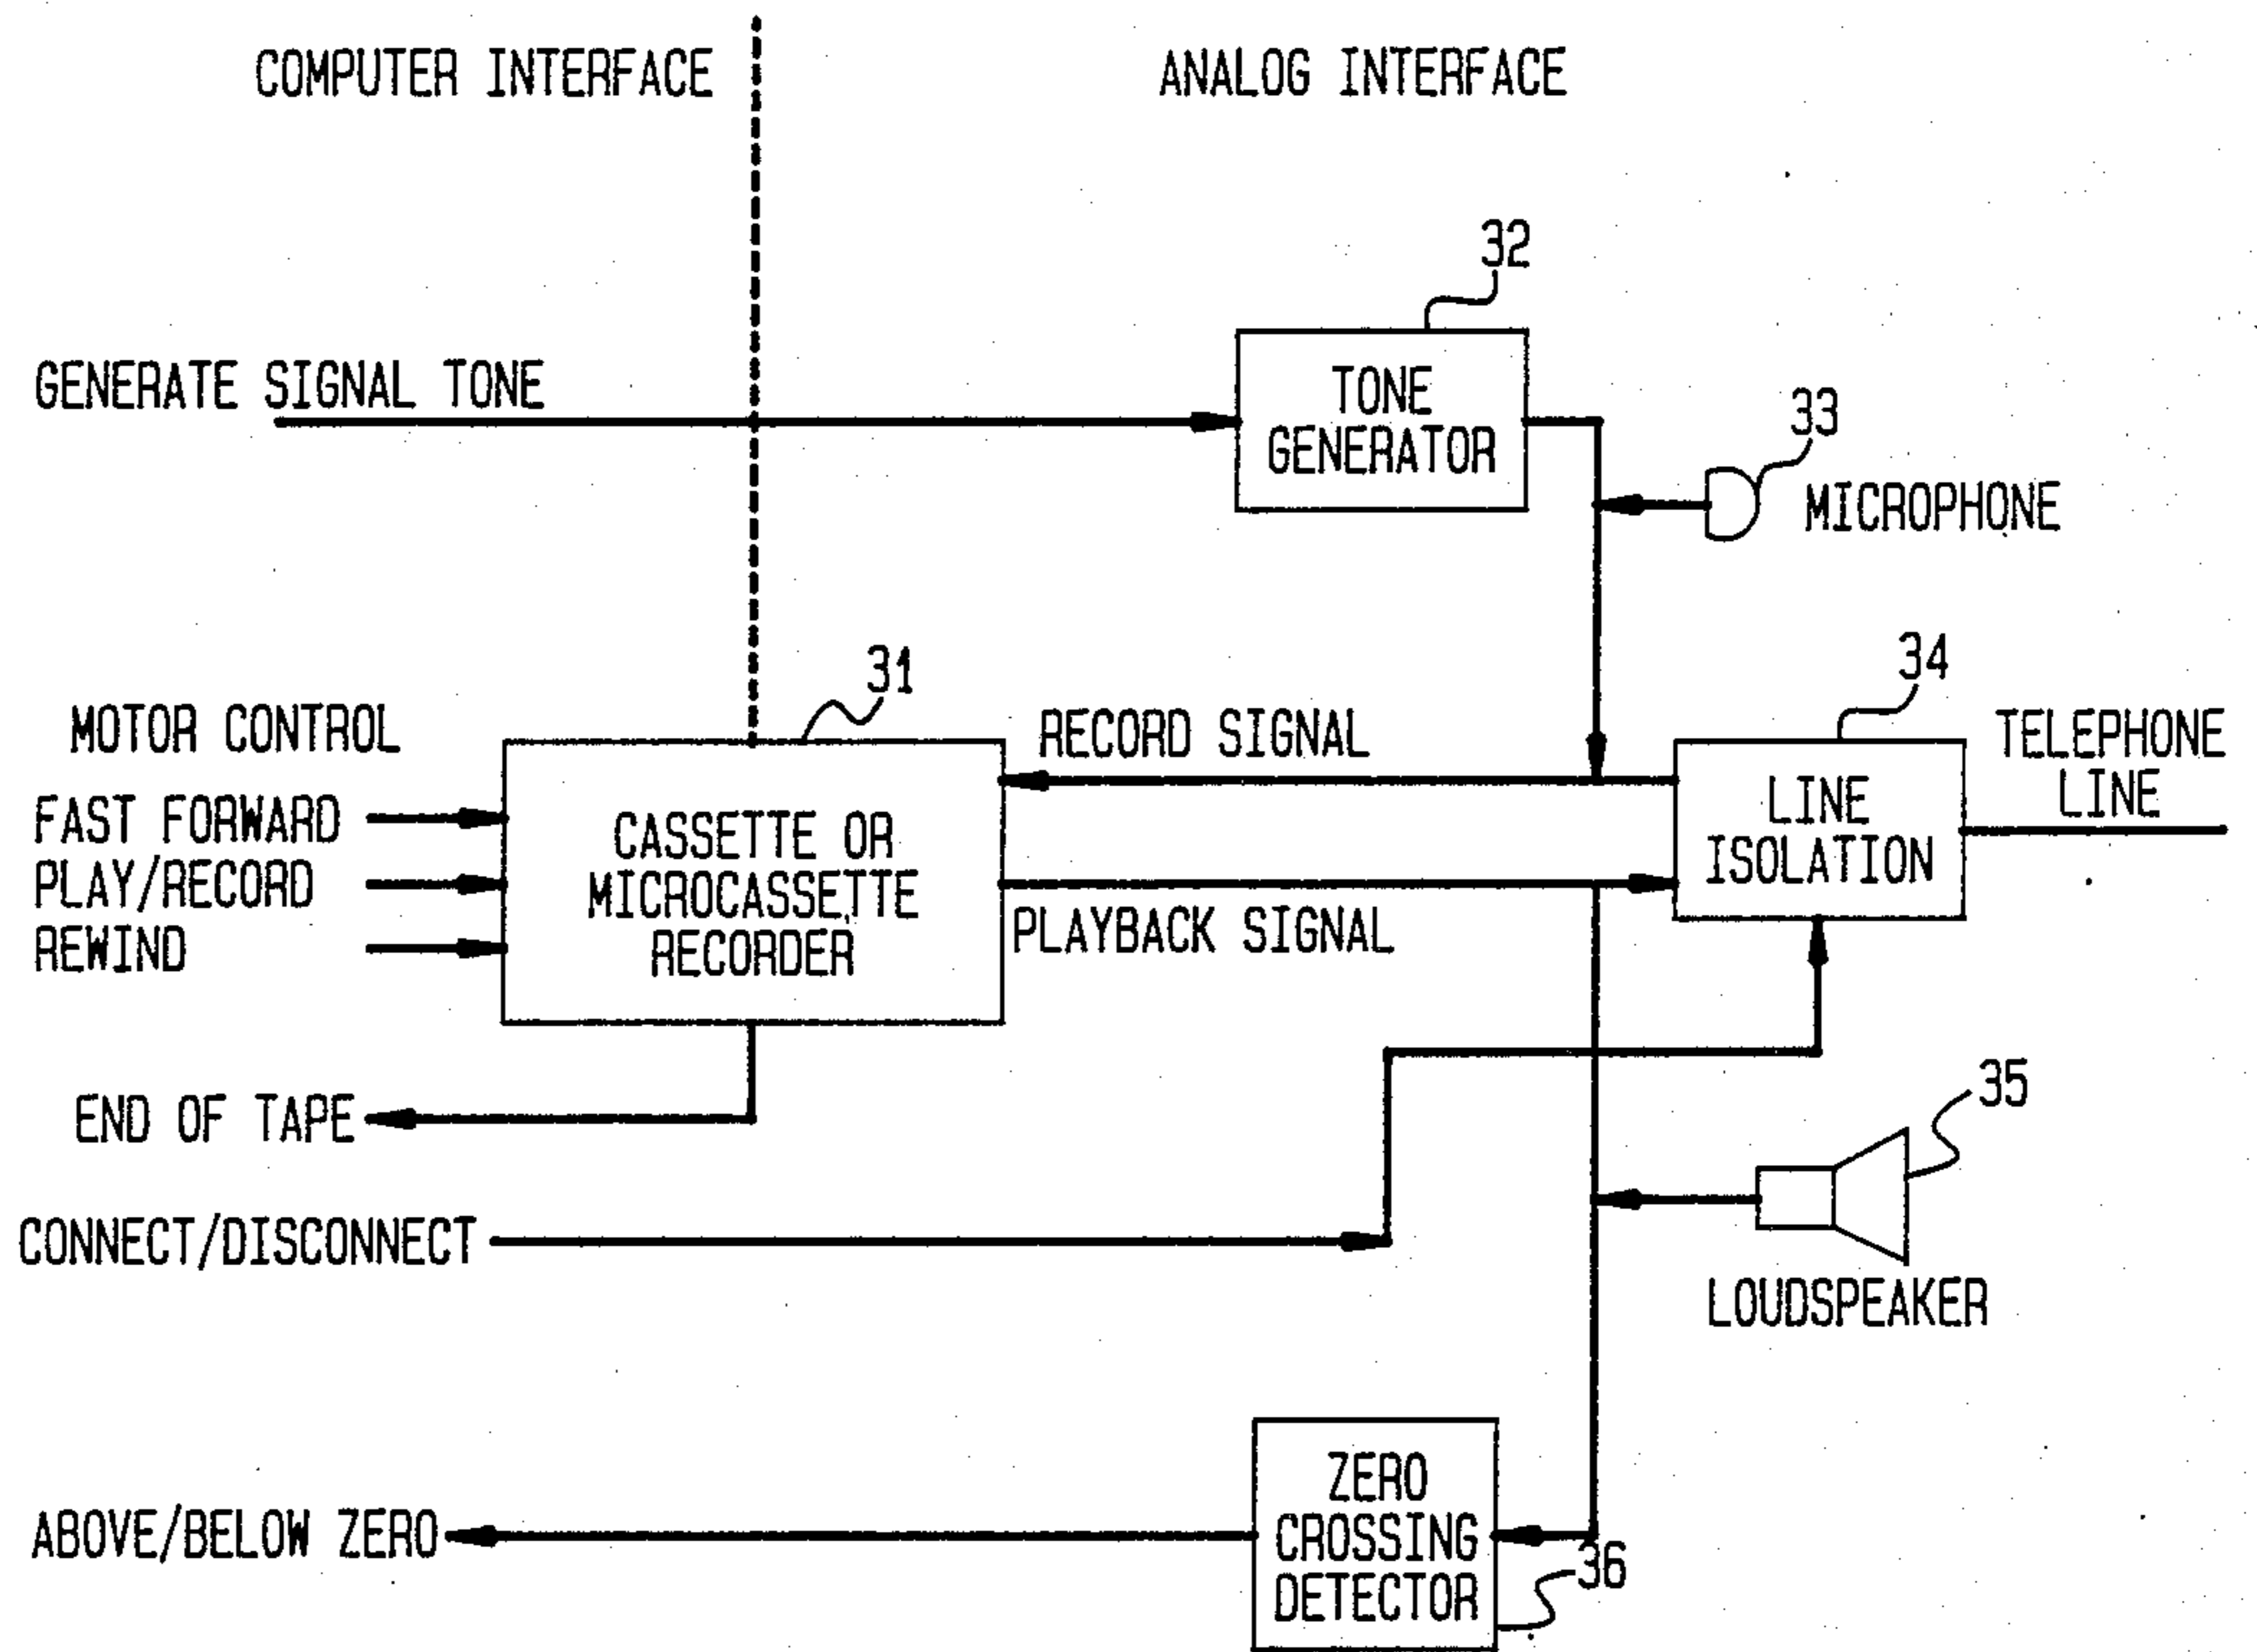 COMPUTER INTERFACE
ANALOG INTERFACE
32
GENERATE SIGNAL TONE
TONE
GENERATOR
33
MICROPHONE
31
34
MOTOR CONTROL
RECORD SIGNAL
TELEPHONE
LINE
FAST FORWARD
PLAY/RECORD
REWIND
CASSETTE OR
MICROCASSETTE
RECORDER
LINE
ISOLATION
PLAYBACK SIGNAL
END OF TAPE
35
CONNECT/DISCONNECT
LOUDSPEAKER
ABOVE/BELOW ZERO
ZERO
CROSSING
DETECTOR
36